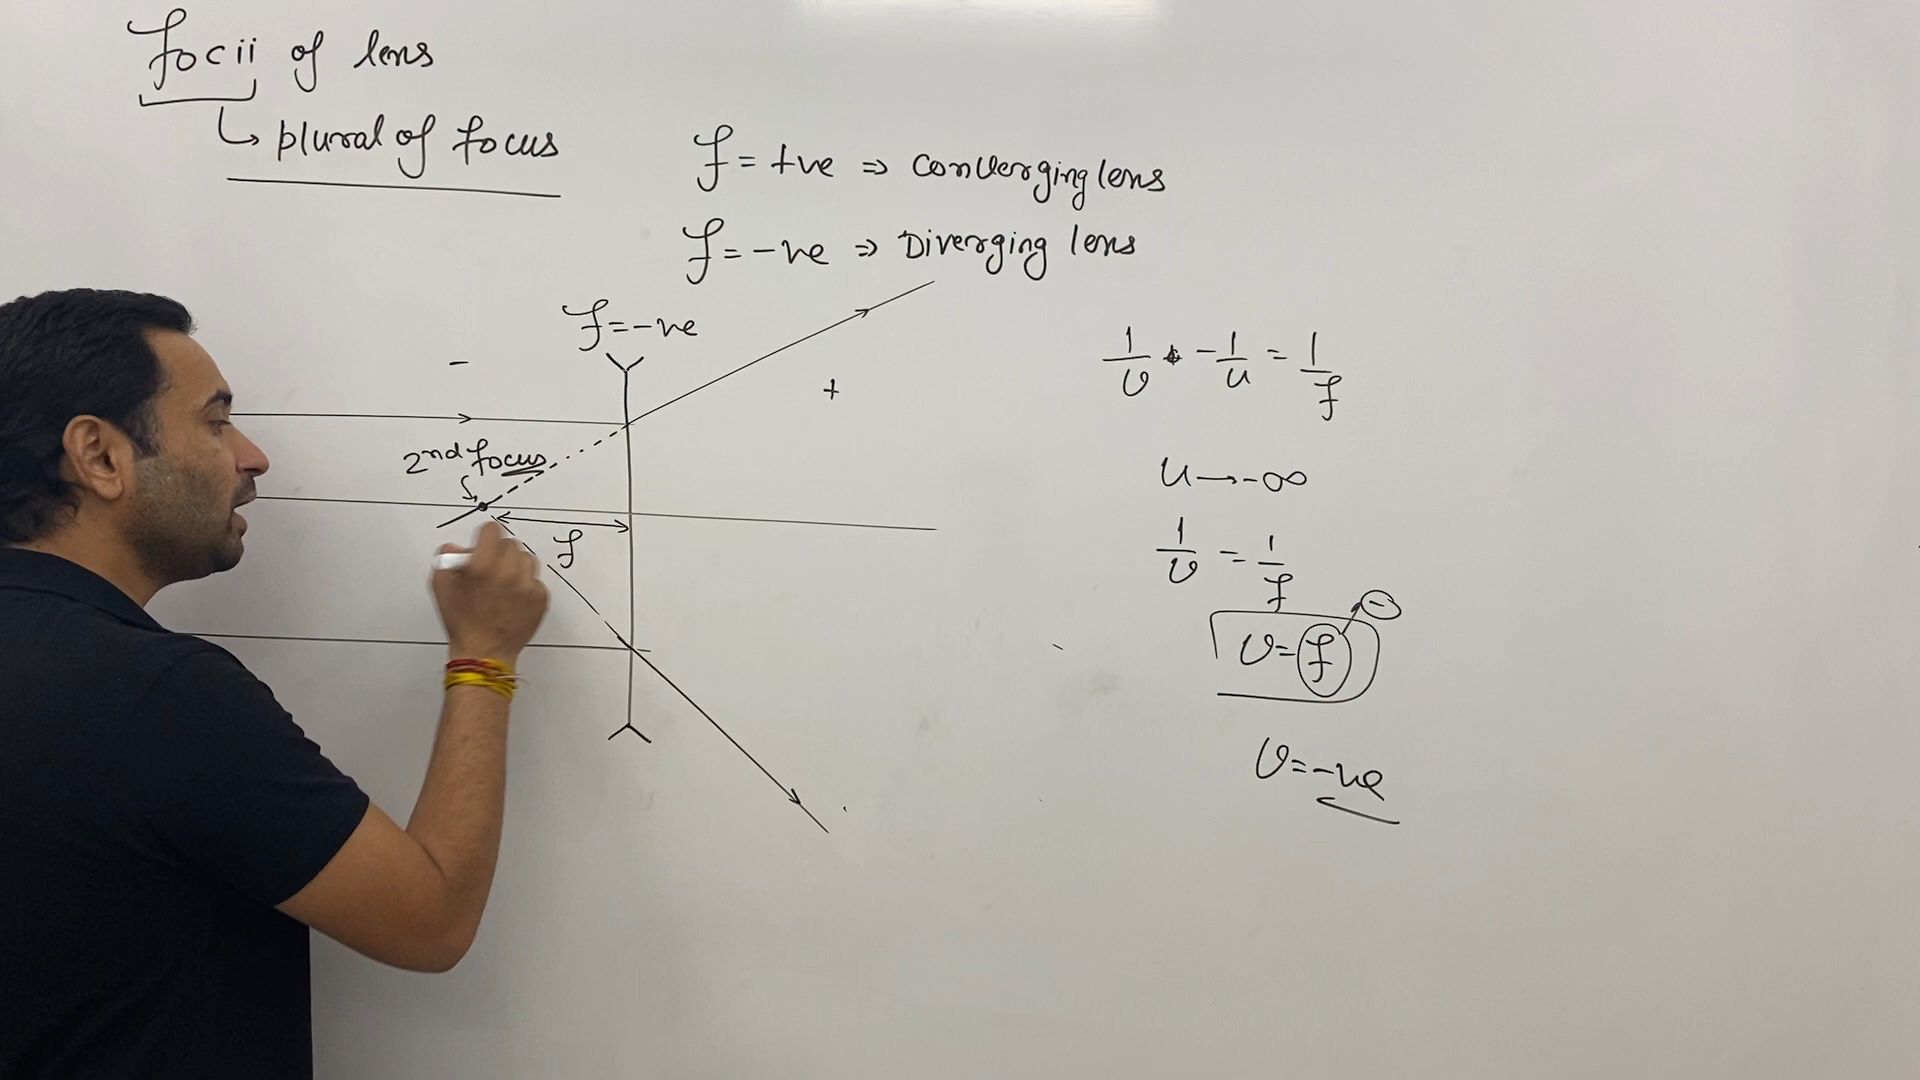 focii of lens
↳ plural of focus
f = +ve ⇒ Converging lens
f = -ve ⇒ Diverging lens
f = -ve
-
+
2nd focus
f
1/v - 1/u = 1/f
u → -∞
1/v = 1/f
-
v = f
v = -ve